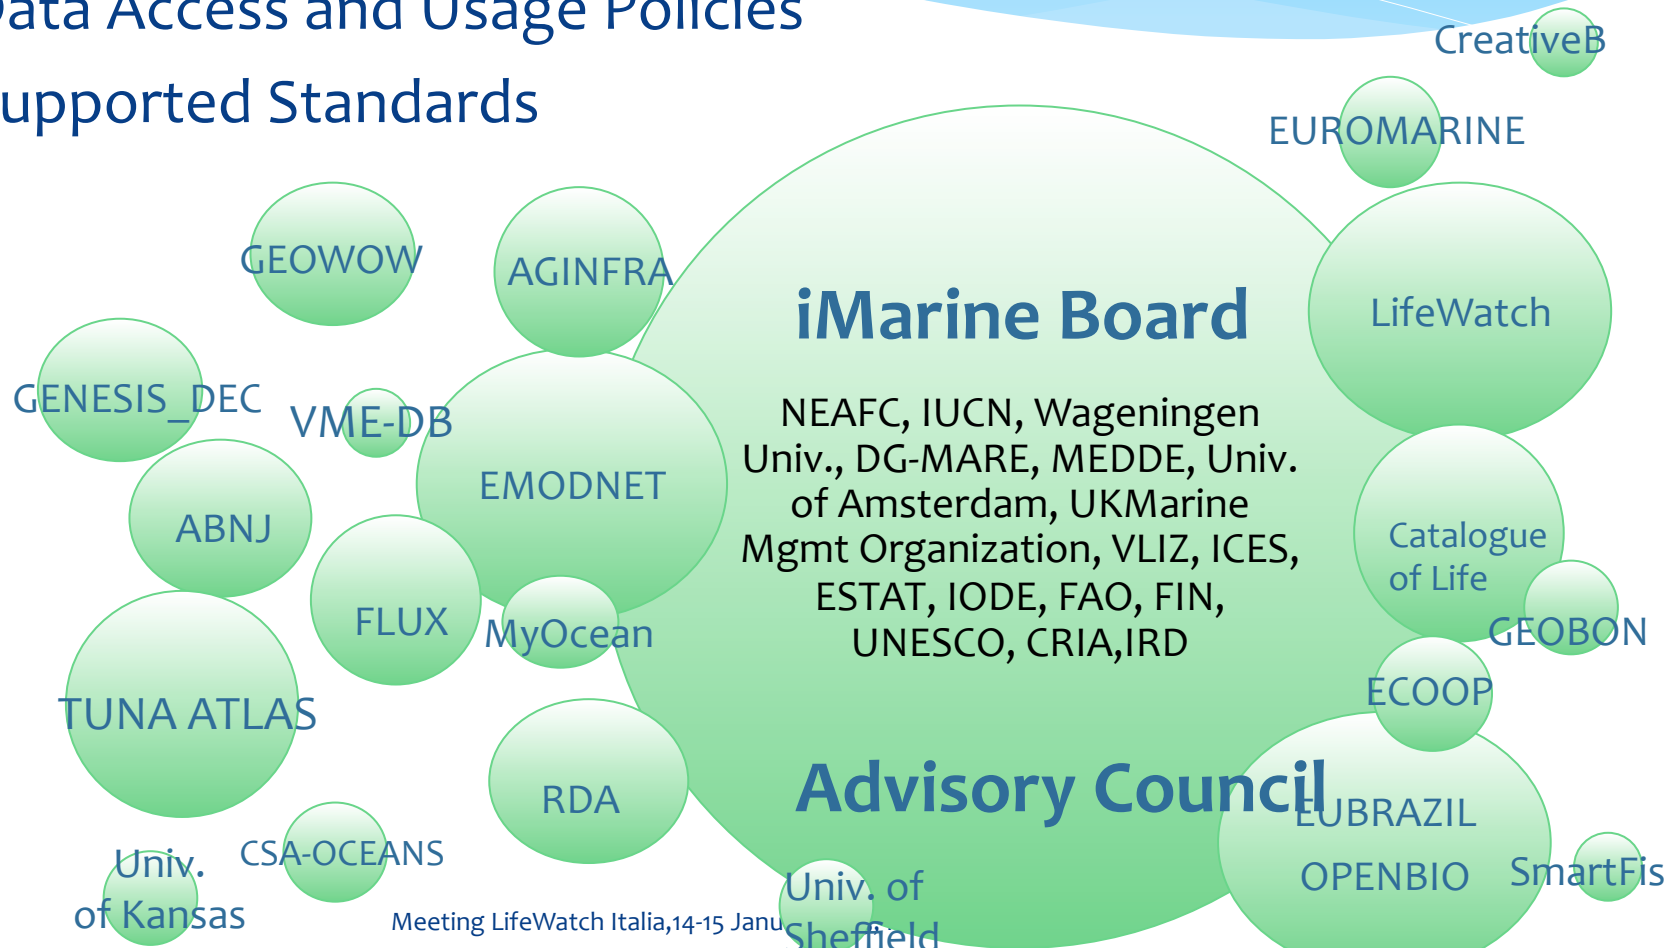 Data Access and Usage Policies
upported Standards
CreativeB
EUROMARINE
GEOWOW
AGINFRA
iMarine Board
LifeWatch
GENESIS_DEC
VME-DB
NEAFC, IUCN, Wageningen
Univ., DG-MARE, MEDDE, Univ.
of Amsterdam, UKMarine
Mgmt Organization, VLIZ, ICES,
ESTAT, IODE, FAO, FIN,
UNESCO, CRIA,IRD
EMODNET
ABNJ
Catalogue
of Life
FLUX
MyOcean
GEOBON
ECOOP
TUNA ATLAS
RDA
Advisory Council
EUBRAZIL
OPENBIO
SmartFis
CSA-OCEANS
Univ.
of Kansas
Univ. of
Sheffield
Meeting LifeWatch Italia,14-15 Janu